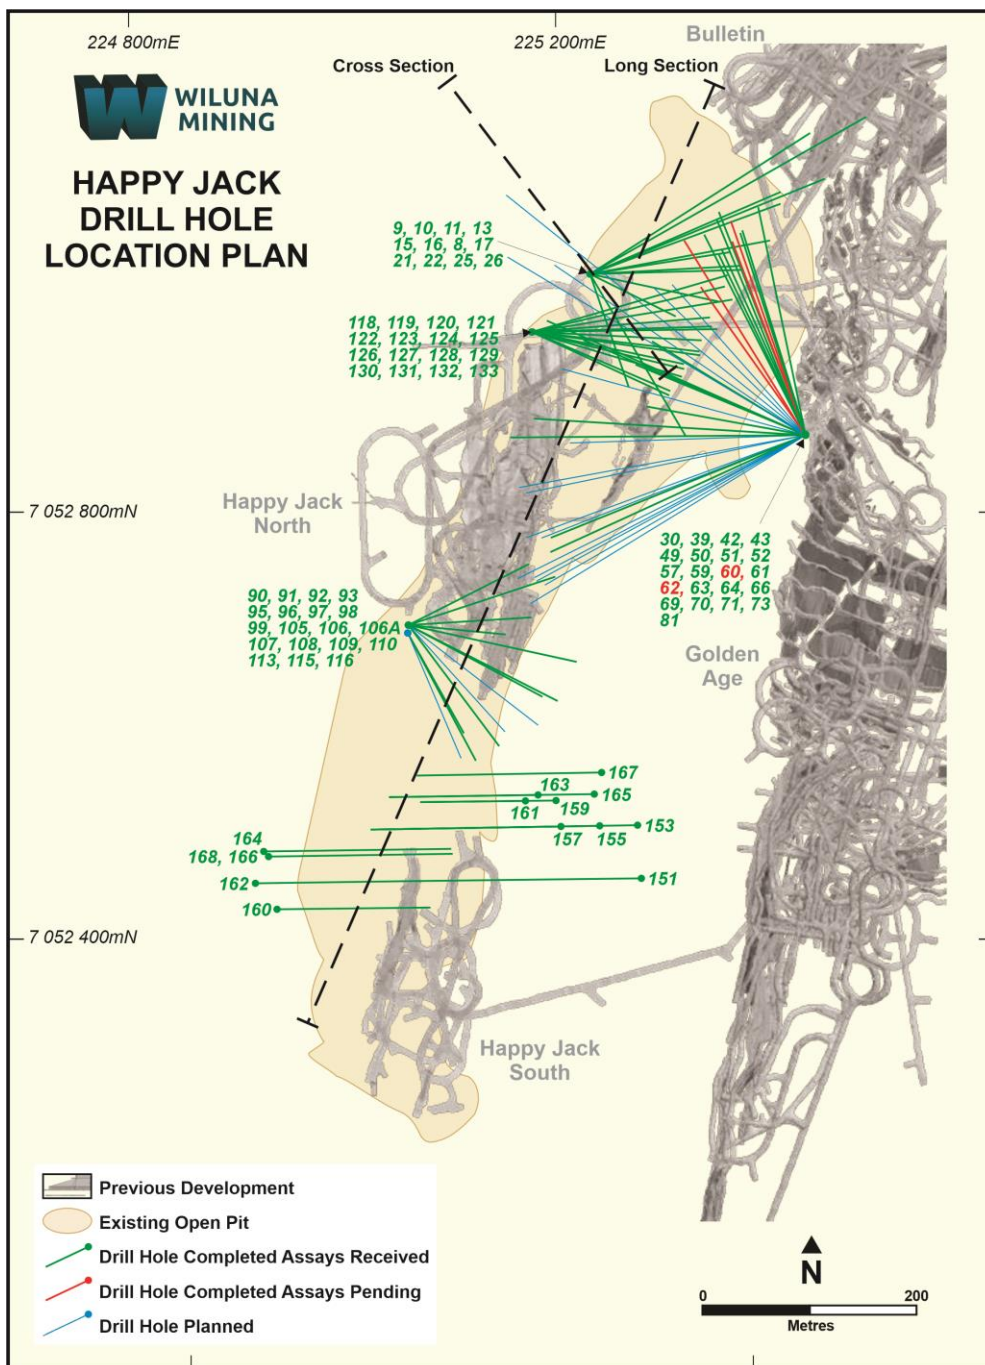 224 800mE
225 200mE
Bulletin
Cross Section
Long Section
W WILUNA
MINING
HAPPY JACK
DRILL HOLE
LOCATION PLAN
9, 10, 11, 13
15, 16, 8, 17
21, 22, 25, 26
118, 119, 120, 121
122, 123, 124, 125
126, 127, 128, 129
130, 131, 132, 133
Happy Jack
North
7 052 800mN
30, 39, 42, 43
49, 50, 51, 52
57, 59, 60, 61
62, 63, 64, 66
69, 70, 71, 73
81
90, 91, 92, 93
95, 96, 97, 98
99, 105, 106, 106A
107, 108, 109, 110
113, 115, 116
Golden
Age
167
163
165
161
159
153
157
155
164
168, 166
162
151
160
7 052 400mN
Happy Jack
South
Previous Development
Existing Open Pit
Drill Hole Completed Assays Received
Drill Hole Completed Assays Pending
Drill Hole Planned
N
0
200
Metres